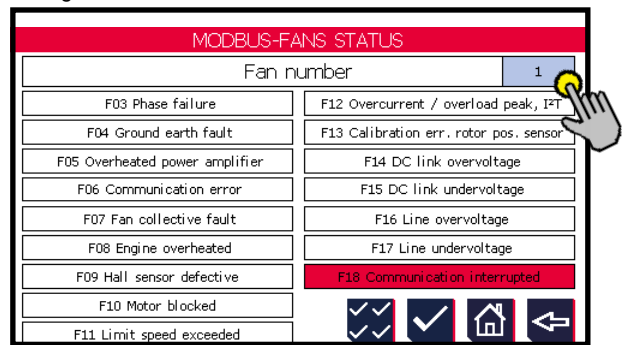 MODBUS-FANS STATUS
Fan number 1
F03 Phase failure
F04 Ground earth fault
F05 Overheated power amplifier
F06 Communication error
F07 Fan collective fault
F08 Engine overheated
F09 Hall sensor defective
F10 Motor blocked
F11 Limit speed exceeded
F12 Overcurrent / overload peak, I²T
F13 Calibration err. rotor pos. sensor
F14 DC link overvoltage
F15 DC link undervoltage
F16 Line overvoltage
F17 Line undervoltage
F18 Communication interrupted